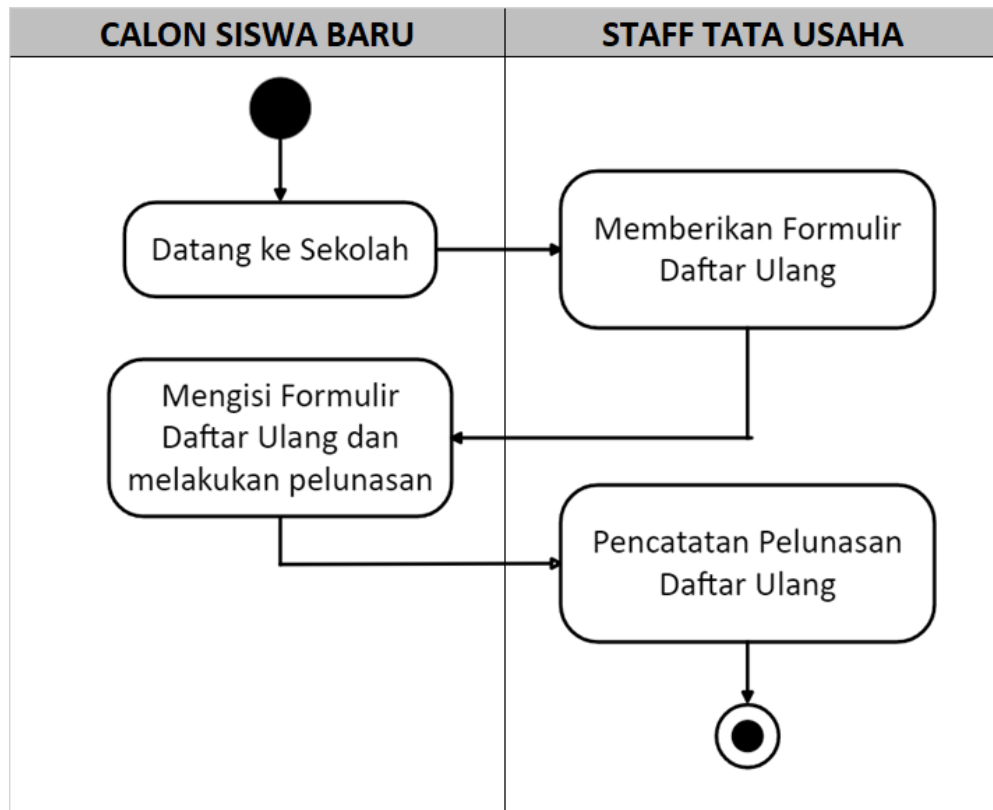 CALON SISWA BARU
STAFF TATA USAHA
Datang ke Sekolah
Memberikan Formulir
Daftar Ulang
Mengisi Formulir
Daftar Ulang dan
melakukan pelunasan
Pencatatan Pelunasan
Daftar Ulang